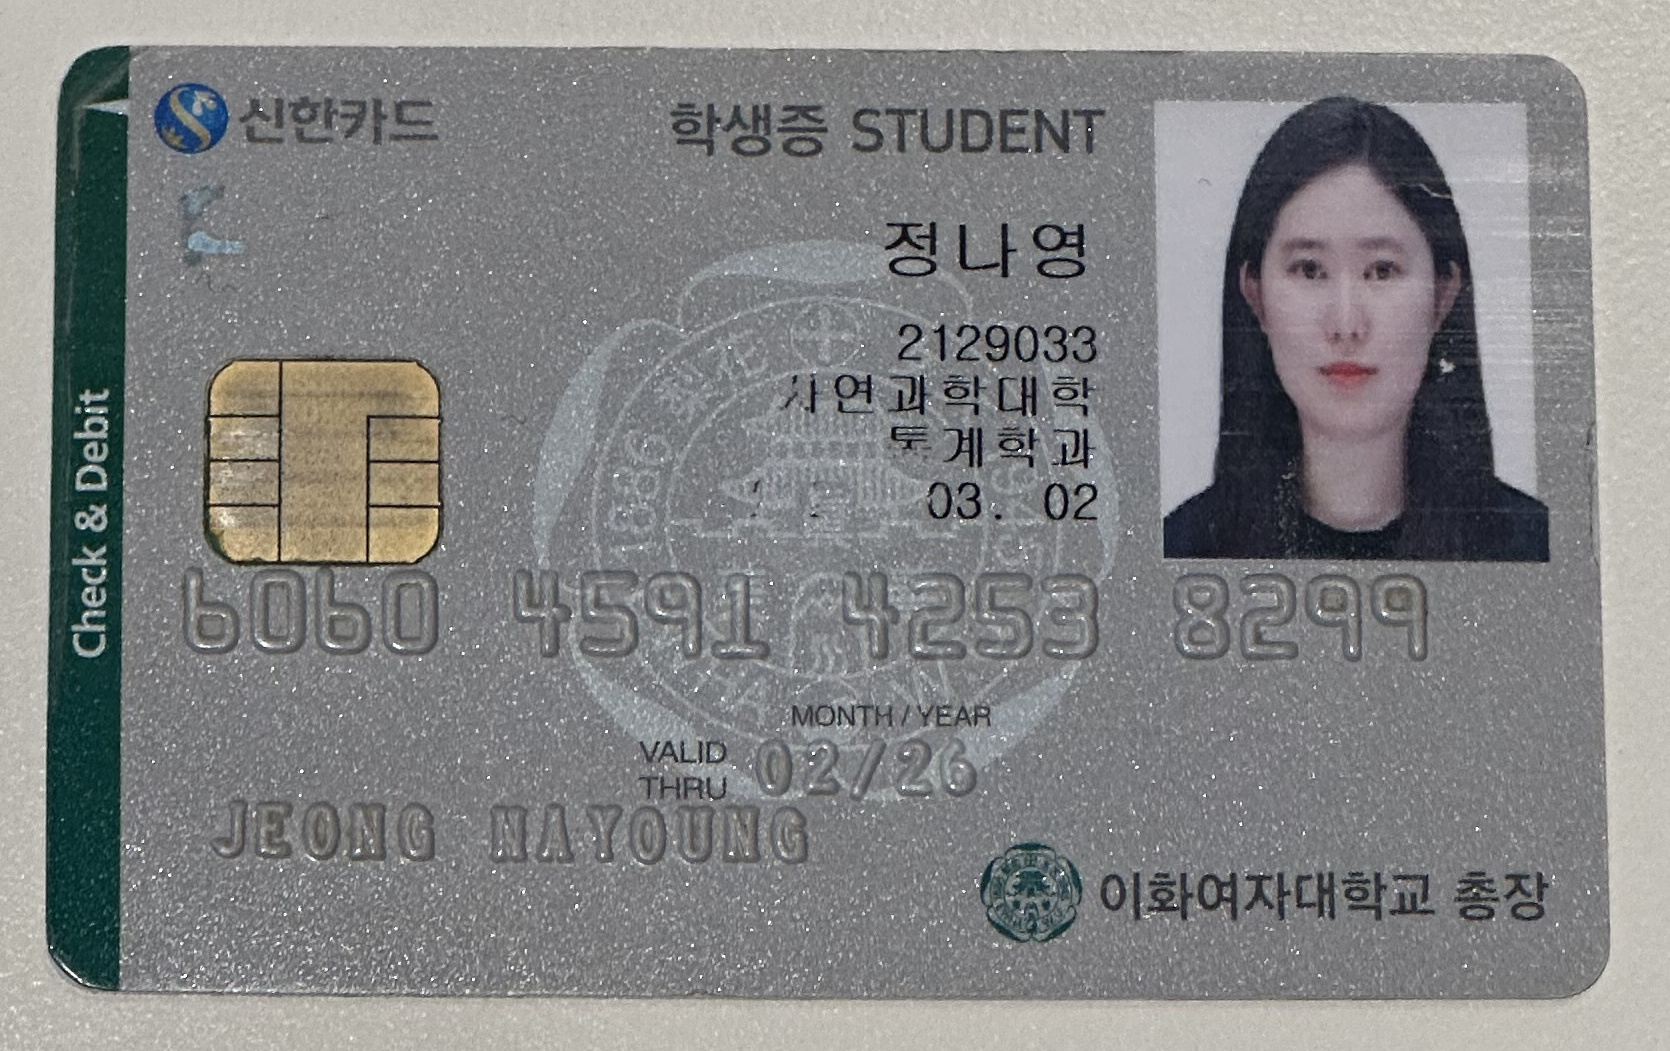 신한카드
학생증 STUDENT
정나영
2129033
자연과학대학
통계학과
03. 02
Check & Debit
6060 4591 4253 8299
MONTH / YEAR
VALID THRU 02/26
JEONG NAYOUNG
이화여자대학교 총장